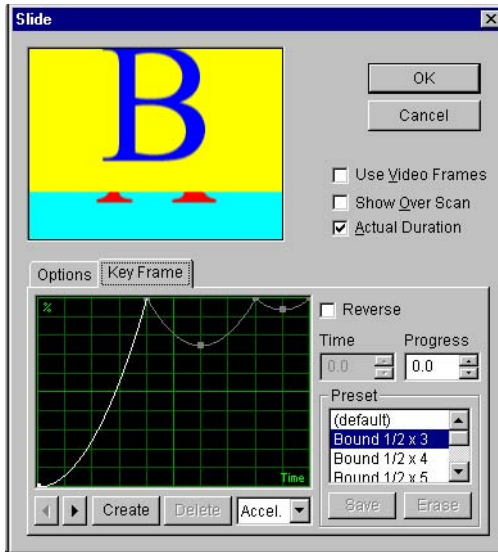 Slide
B
OK
Cancel
Use Video Frames
Show Over Scan
Actual Duration
Options
Key Frame
%
Time
Reverse
Time
Progress
0.0
0.0
Preset
(default)
Bound 1/2 x 3
Bound 1/2 x 4
Bound 1/2 x 5
Create
Delete
Accel.
Save
Erase